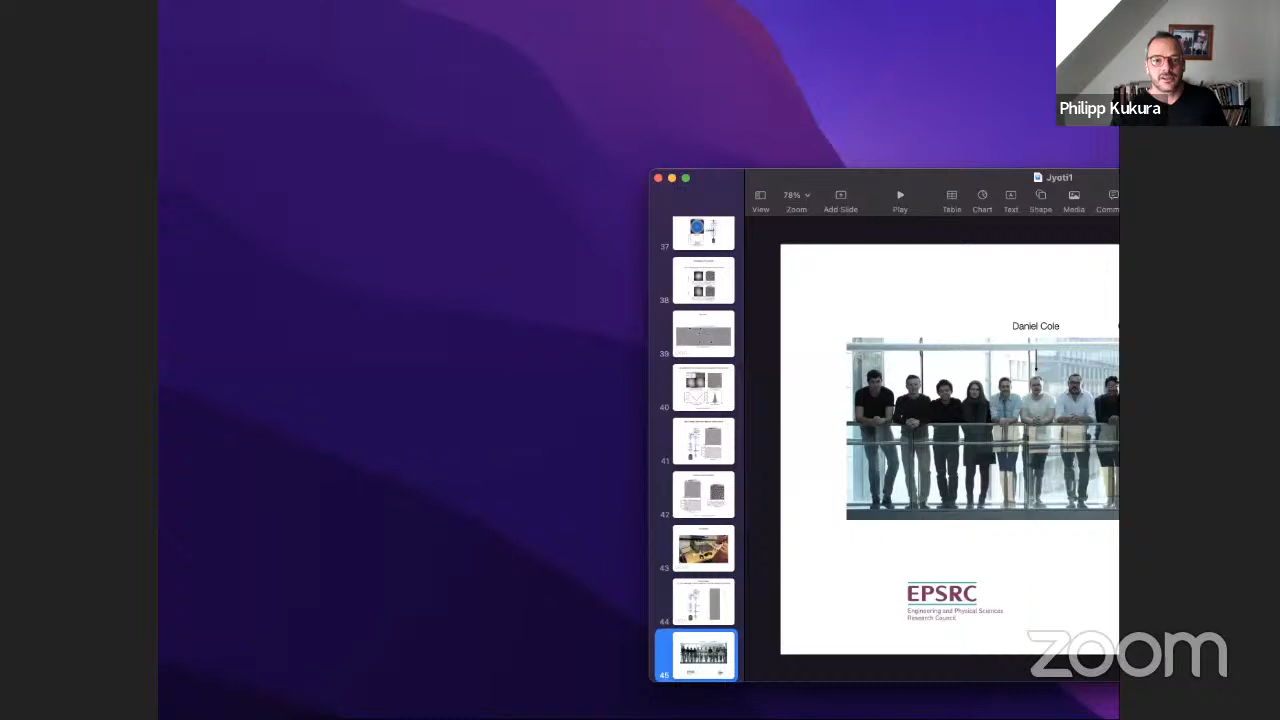 Philipp Kukura
Jyoti1
78%
View
Zoom
Add Slide
Play
Table
Chart
Text
Shape
Media
Comm
37
38
39
40
41
42
43
44
45
Daniel Cole
EPSRC
Engineering and Physical Sciences
Research Council
zoom